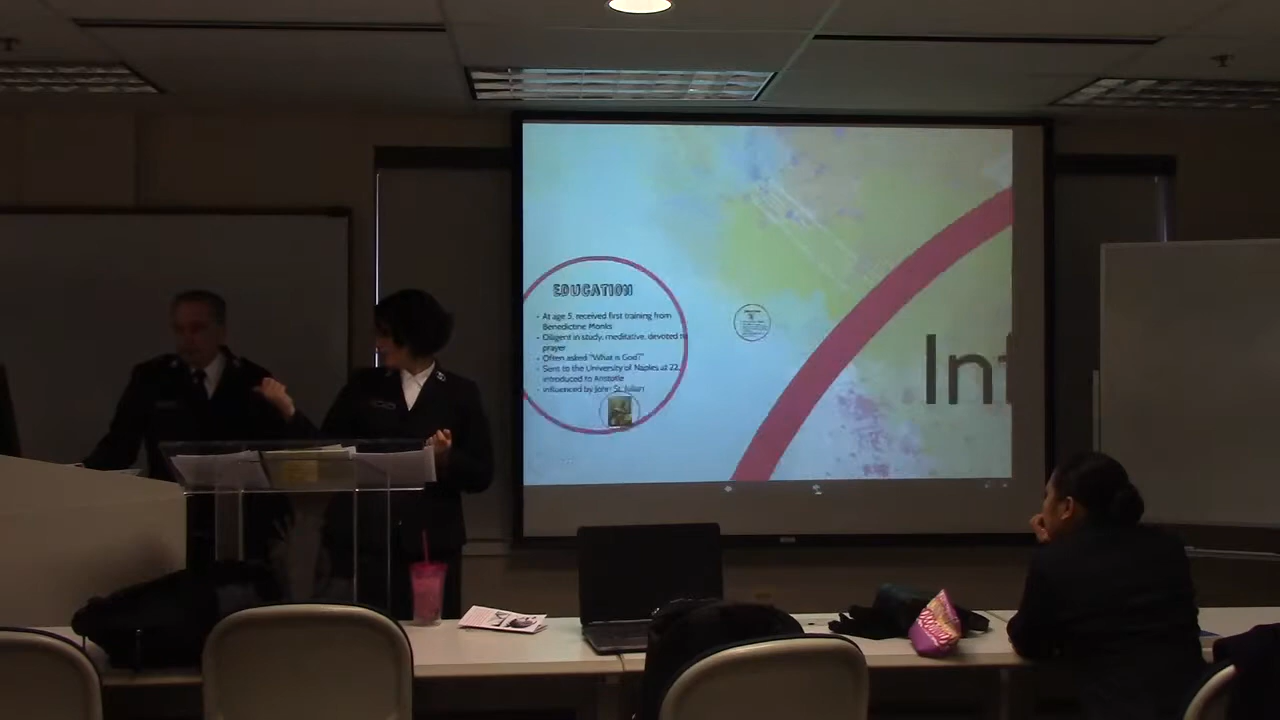 EDUCATION
- At age 5, received first training from
Benedictine Monks
- Diligent in study, meditative, devoted to
prayer
- Often asked "What is God?"
- Sent to the University of Naples at 22,
introduced to Aristotle
- Influenced by John St. Julian
Inf